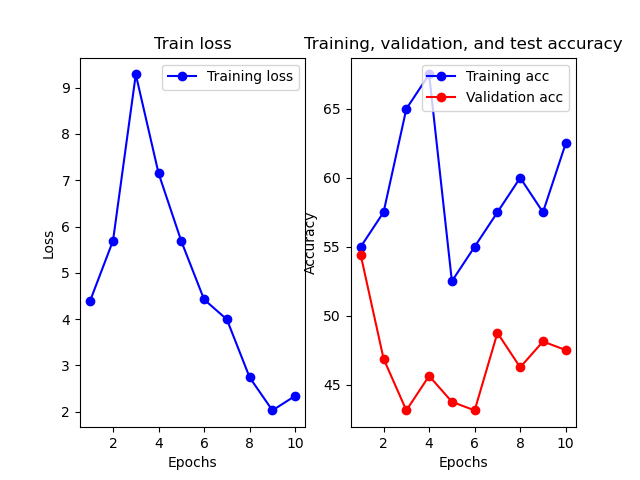 Train loss
Training loss
9
8
7
6
5
4
3
2
Loss
2
4
6
8
10
Epochs
Training, validation, and test accuracy
Training acc
Validation acc
65
60
55
50
45
Accuracy
2
4
6
8
10
Epochs